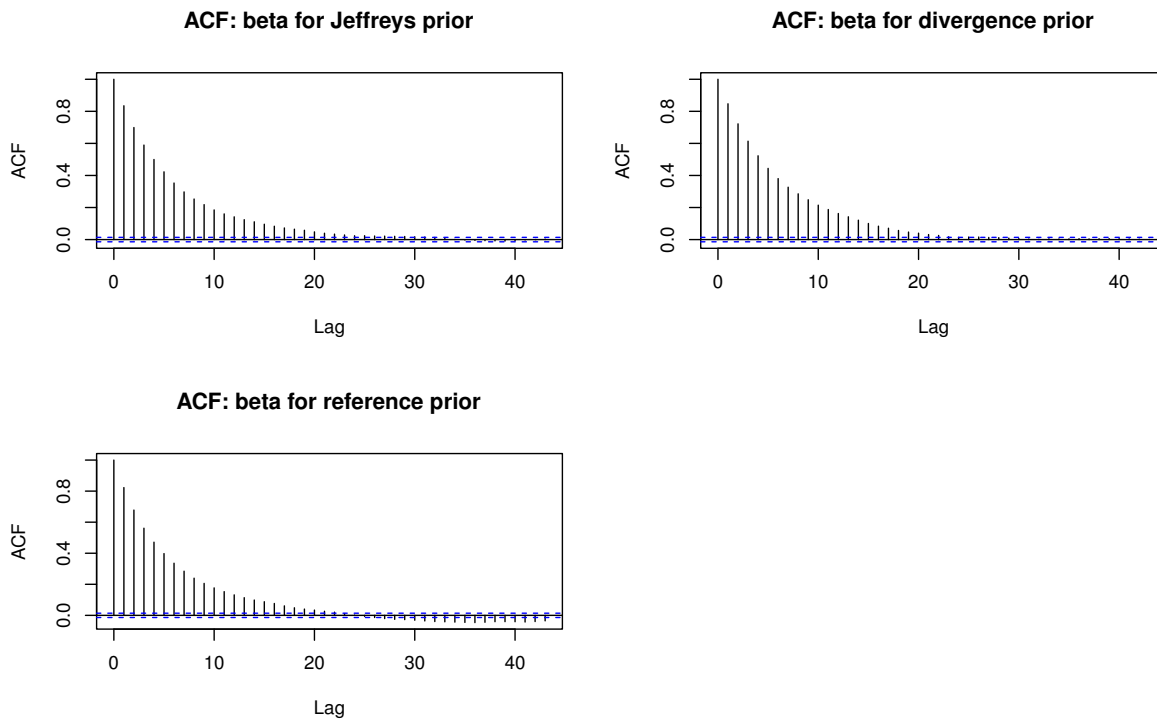 ACF: beta for Jeffreys prior
ACF
0.0 0.4 0.8
0 10 20 30 40
Lag
ACF: beta for divergence prior
ACF
0.0 0.4 0.8
0 10 20 30 40
Lag
ACF: beta for reference prior
ACF
0.0 0.4 0.8
0 10 20 30 40
Lag